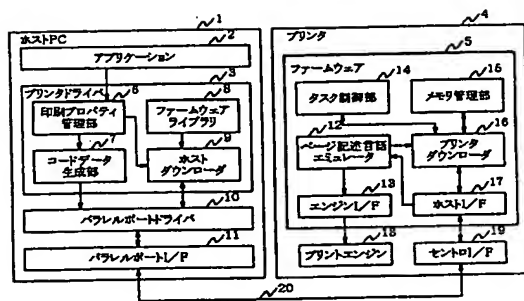 1
ホストPC
2
アプリケーション
3
プリンタドライバ
6
8
印刷プロパティ
管理部
ファームウェア
ライブラリ
7
9
コードデータ
生成部
ホスト
ダウンローダ
10
パラレルポートドライバ
11
パラレルポートI/F
20
4
プリンタ
5
ファームウェア
14
15
タスク制御部
メモリ管理部
12
16
ページ記述言語
エミュレータ
プリンタ
ダウンローダ
13
17
エンジンI/F
ホストI/F
18
19
プリントエンジン
セントロI/F